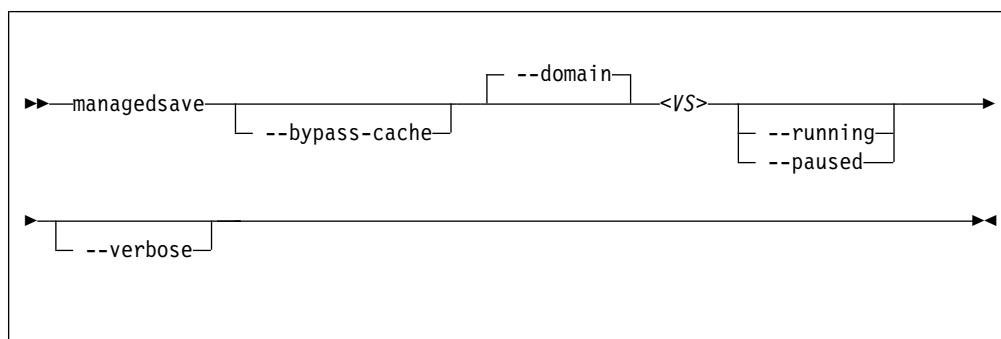 --domain
managedsave <VS>
--bypass-cache --running
--paused
--verbose